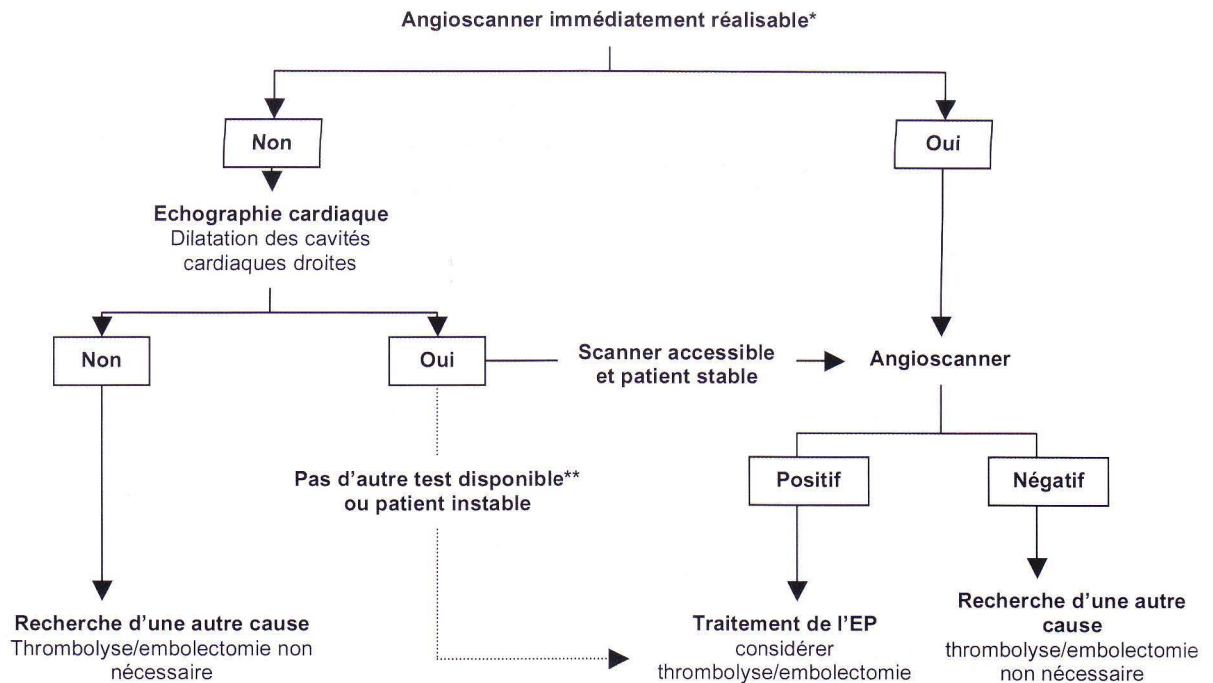 Angioscanner immédiatement réalisable*
Non
Oui
Echographie cardiaque
Dilatation des cavités
cardiaques droites
Non
Oui
Scanner accessible
et patient stable
Angioscanner
Pas d'autre test disponible**
ou patient instable
Positif
Négatif
Recherche d'une autre cause
Thrombolyse/embolectomie non
nécessaire
Traitement de l'EP
considérer
thrombolyse/embolectomie
Recherche d'une autre
cause
thrombolyse/embolectomie
non nécessaire